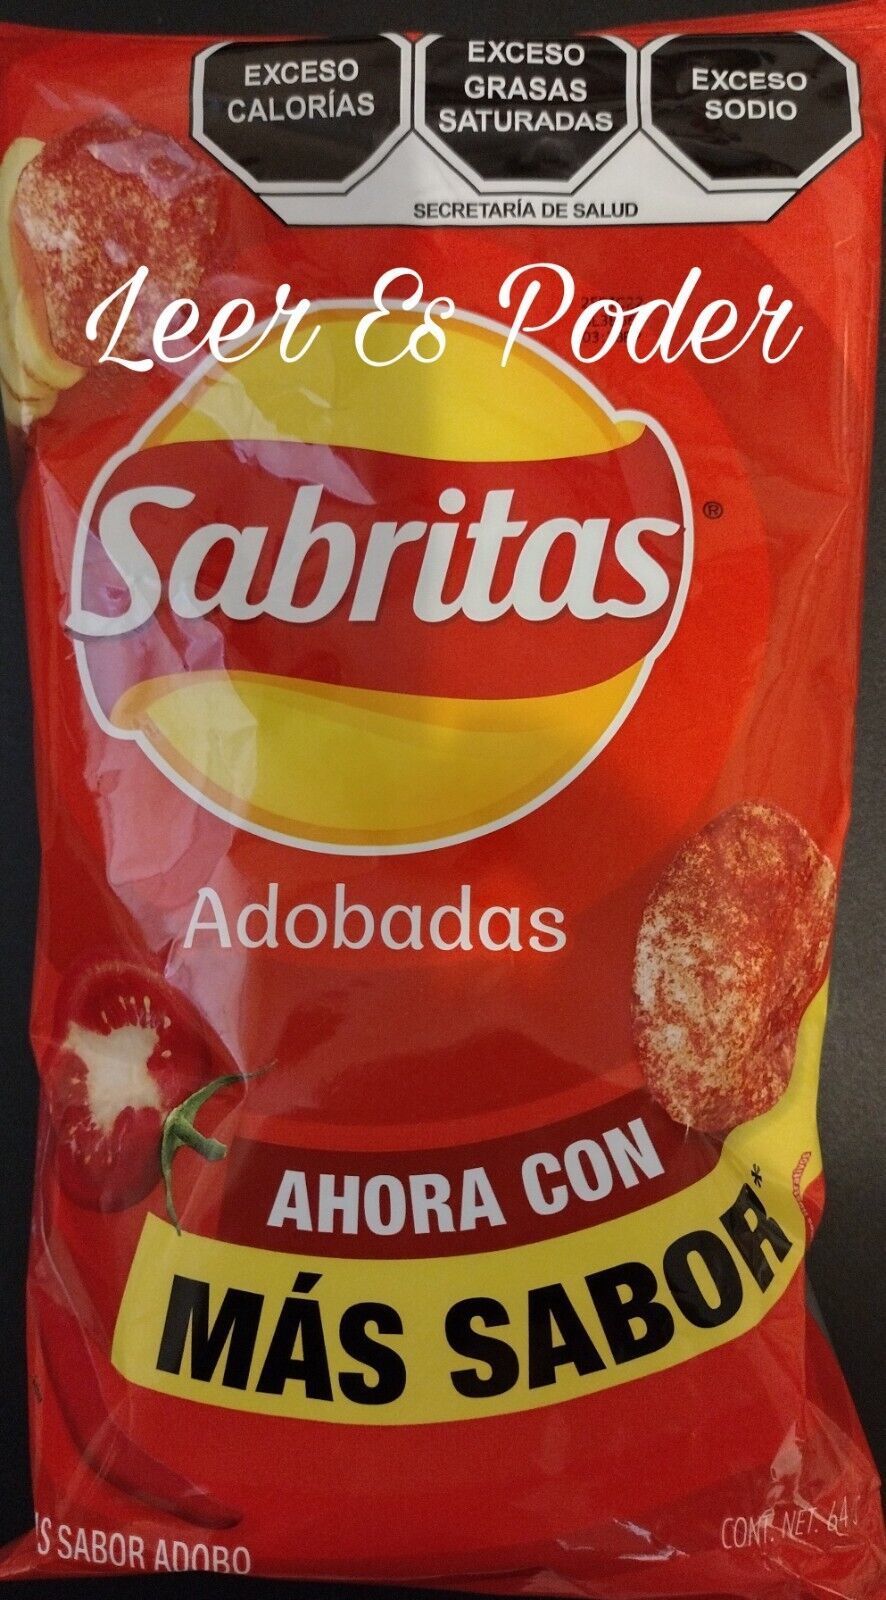 EXCESO
CALORÍAS
EXCESO
GRASAS
SATURADAS
EXCESO
SODIO
SECRETARÍA DE SALUD
Leer Es Poder
Sabritas®
Adobadas
AHORA CON
MÁS SABOR*
SABOR ADOBO
CONT. NET. 64